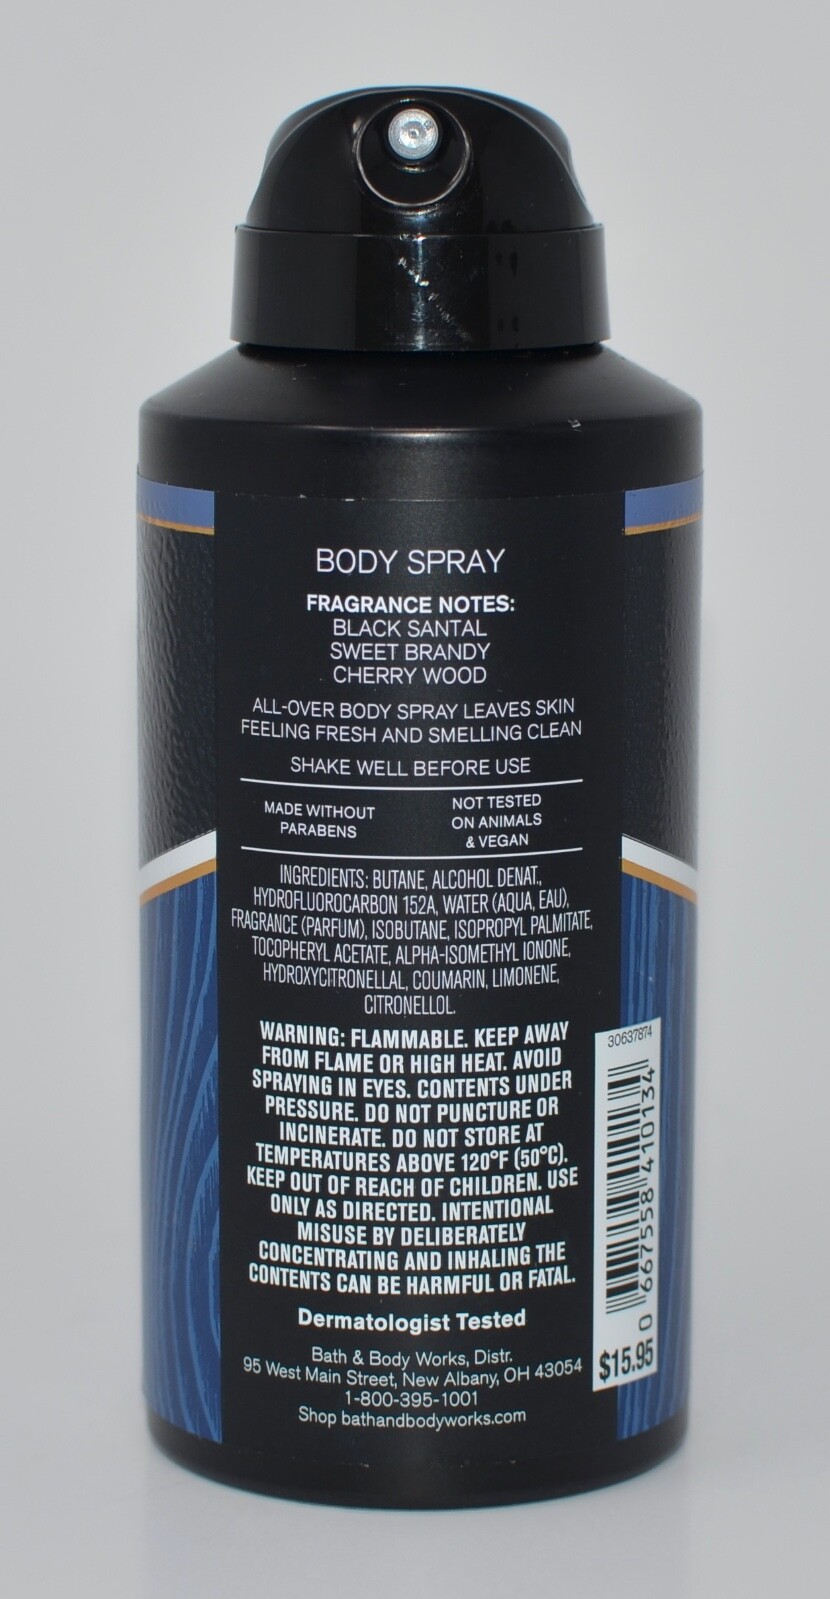 BODY SPRAY
FRAGRANCE NOTES:
BLACK SANTAL
SWEET BRANDY
CHERRY WOOD
ALL-OVER BODY SPRAY LEAVES SKIN
FEELING FRESH AND SMELLING CLEAN
SHAKE WELL BEFORE USE
MADE WITHOUT
PARABENS
NOT TESTED
ON ANIMALS
& VEGAN
INGREDIENTS: BUTANE, ALCOHOL DENAT.,
HYDROFLUOROCARBON 152A, WATER (AQUA, EAU),
FRAGRANCE (PARFUM), ISOBUTANE, ISOPROPYL PALMITATE,
TOCOPHERYL ACETATE, ALPHA-ISOMETHYL IONONE,
HYDROXYCITRONELLAL, COUMARIN, LIMONENE,
CITRONELLOL.
WARNING: FLAMMABLE. KEEP AWAY
FROM FLAME OR HIGH HEAT. AVOID
SPRAYING IN EYES. CONTENTS UNDER
PRESSURE. DO NOT PUNCTURE OR
INCINERATE. DO NOT STORE AT
TEMPERATURES ABOVE 120°F (50°C).
KEEP OUT OF REACH OF CHILDREN. USE
ONLY AS DIRECTED. INTENTIONAL
MISUSE BY DELIBERATELY
CONCENTRATING AND INHALING THE
CONTENTS CAN BE HARMFUL OR FATAL.
Dermatologist Tested
Bath & Body Works, Distr.
95 West Main Street, New Albany, OH 43054
1-800-395-1001
Shop bathandbodyworks.com
30637874
0 667558 410134
$15.95